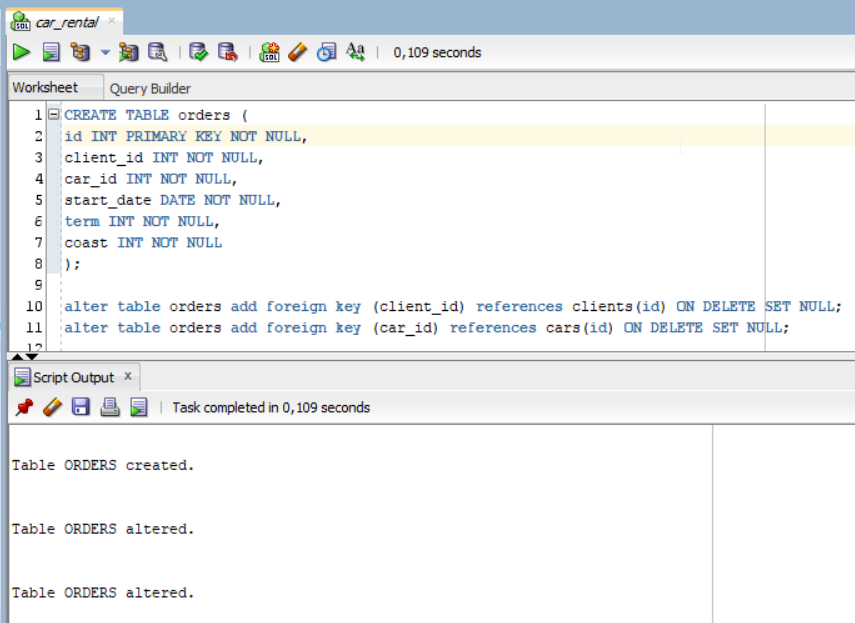 car_rental
0,109 seconds
Worksheet Query Builder
1 CREATE TABLE orders (
2 id INT PRIMARY KEY NOT NULL,
3 client_id INT NOT NULL,
4 car_id INT NOT NULL,
5 start_date DATE NOT NULL,
6 term INT NOT NULL,
7 coast INT NOT NULL
8 );
9
10 alter table orders add foreign key (client_id) references clients(id) ON DELETE SET NULL;
11 alter table orders add foreign key (car_id) references cars(id) ON DELETE SET NULL;
12
Script Output x
Task completed in 0,109 seconds
Table ORDERS created.
Table ORDERS altered.
Table ORDERS altered.